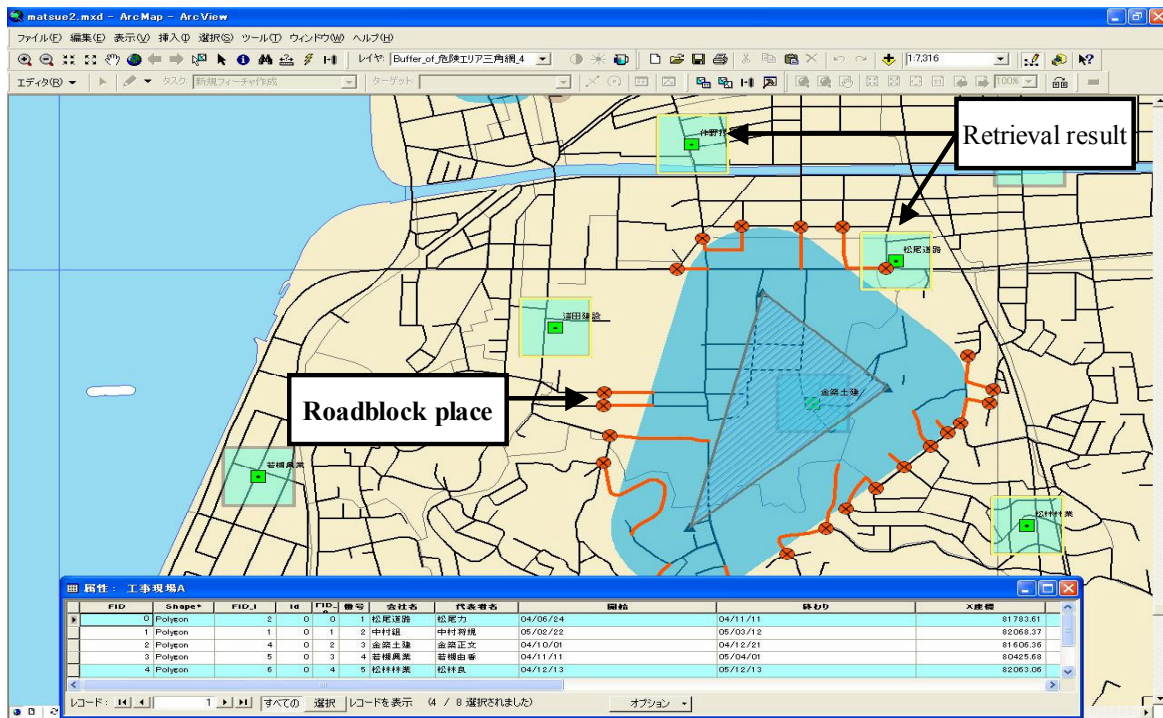 matsue2.mxd - ArcMap - ArcView
ファイル(F) 編集(E) 表示(V) 挿入(I) 選択(S) ツール(T) ウィンドウ(W) ヘルプ(H)
レイヤ: Buffer_of_危険エリア三角網_4 1:7,316
エディタ(R) タスク 新規フィーチャ作成 ターゲット: 100%
Retrieval result
松尾道路
Roadblock place
金築土建
若槻興業
松林林業
属性: 工事現場A
FID Shape* FID_1 Id 番号 会社名 代表者名 開始 終わり X座標
0 Polygon 2 0 0 1 松尾道路 松尾力 04/06/24 04/11/11 81783.61
1 Polygon 1 0 1 2 中村組 中村将規 05/02/22 05/03/12 82068.37
2 Polygon 4 0 2 3 金築土建 金築正文 04/10/01 04/12/21 81606.36
3 Polygon 5 0 3 4 若槻興業 若槻由香 04/11/11 05/04/01 80425.68
4 Polygon 6 0 4 5 松林林業 松林良 04/12/13 05/12/13 82063.06
レコード: 1 すべての 選択 レコードを表示 (4 / 8 選択されました) オプション